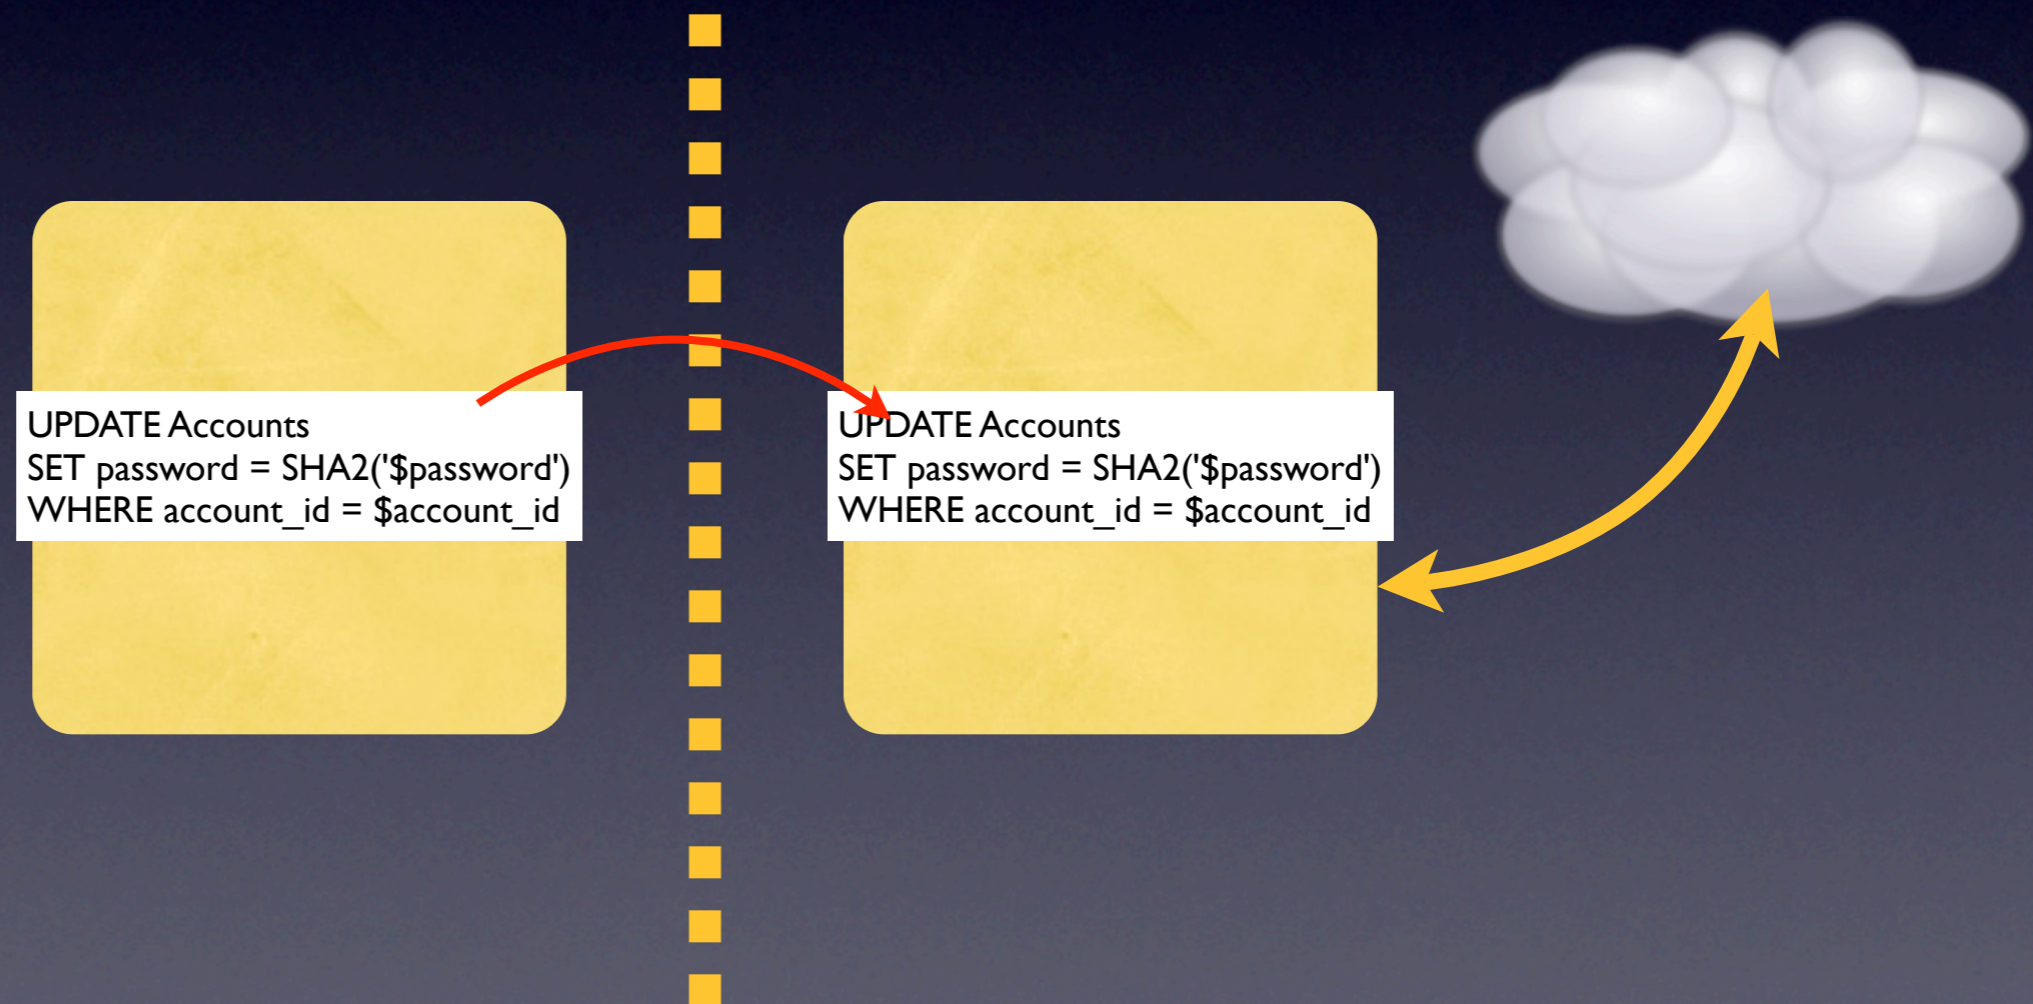 UPDATE Accounts
SET password = SHA2('$password')
WHERE account_id = $account_id
UPDATE Accounts
SET password = SHA2('$password')
WHERE account_id = $account_id